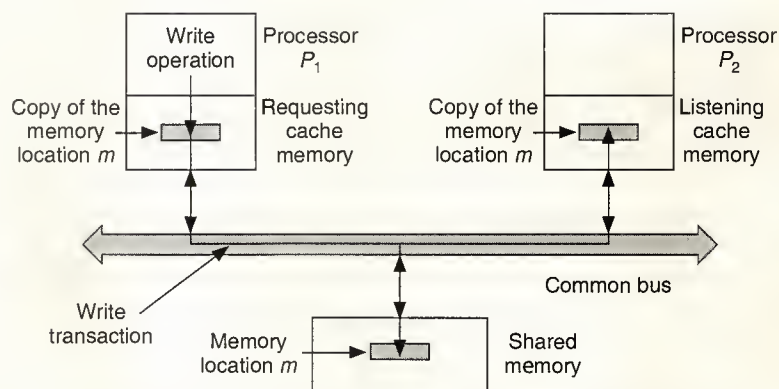 Write
operation
Processor
P1
Processor
P2
Copy of the
memory
location m
Requesting
cache
memory
Copy of the
memory
location m
Listening
cache
memory
Common bus
Write
transaction
Memory
location m
Shared
memory